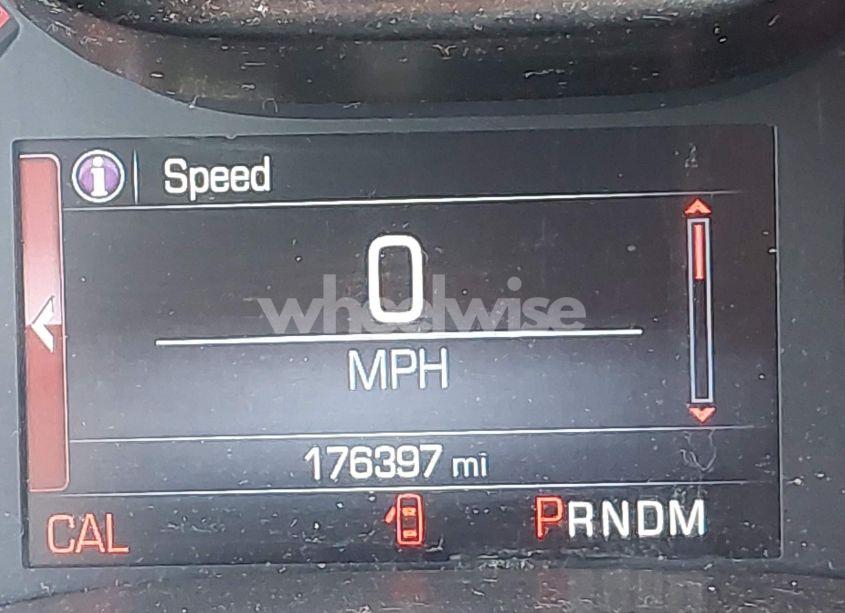 i Speed
0
wheelwise
MPH
176397 mi
CAL PRNDM